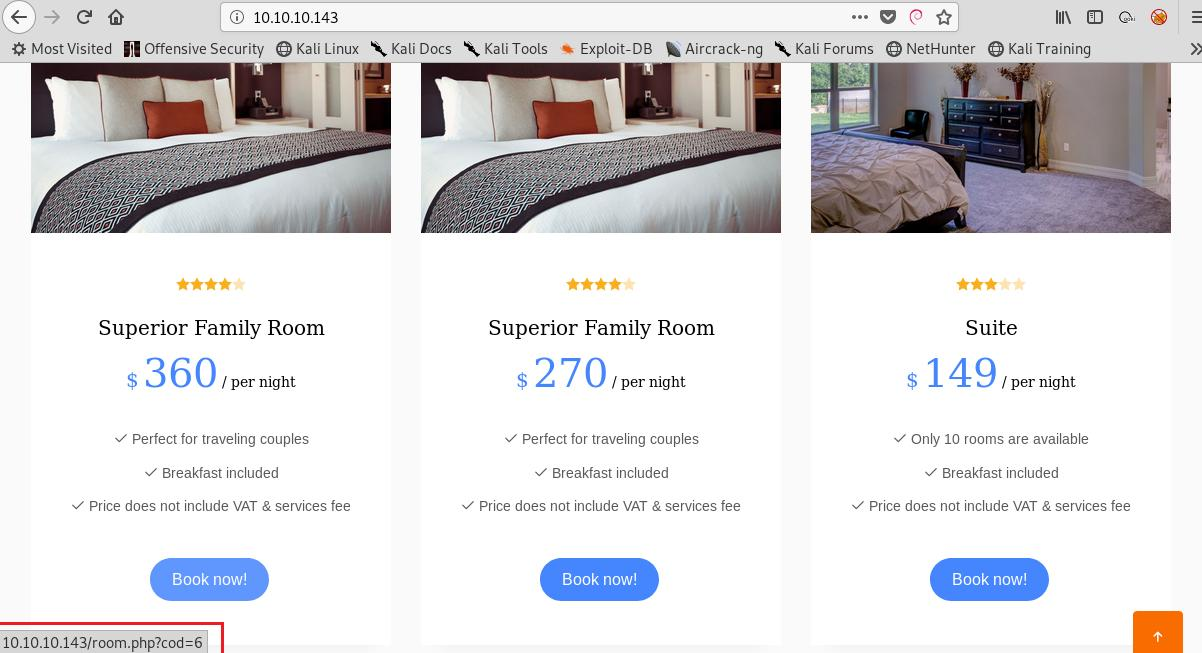 10.10.10.143
Most Visited Offensive Security Kali Linux Kali Docs Kali Tools Exploit-DB Aircrack-ng Kali Forums NetHunter Kali Training
Superior Family Room
$ 360 / per night
Perfect for traveling couples
Breakfast included
Price does not include VAT & services fee
Book now!
Superior Family Room
$ 270 / per night
Perfect for traveling couples
Breakfast included
Price does not include VAT & services fee
Book now!
Suite
$ 149 / per night
Only 10 rooms are available
Breakfast included
Price does not include VAT & services fee
Book now!
10.10.10.143/room.php?cod=6